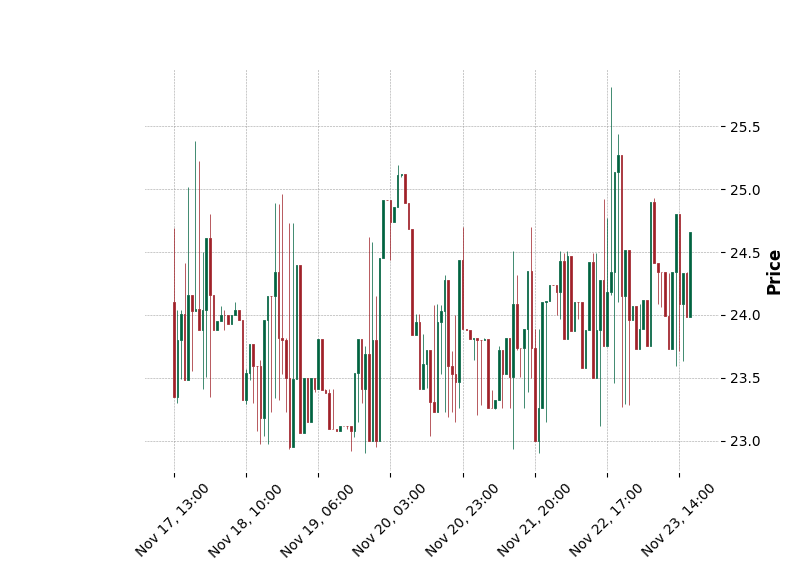 25.5
25.0
24.5
24.0
23.5
23.0
Price
Nov 17, 13:00
Nov 18, 10:00
Nov 19, 06:00
Nov 20, 03:00
Nov 20, 23:00
Nov 21, 20:00
Nov 22, 17:00
Nov 23, 14:00